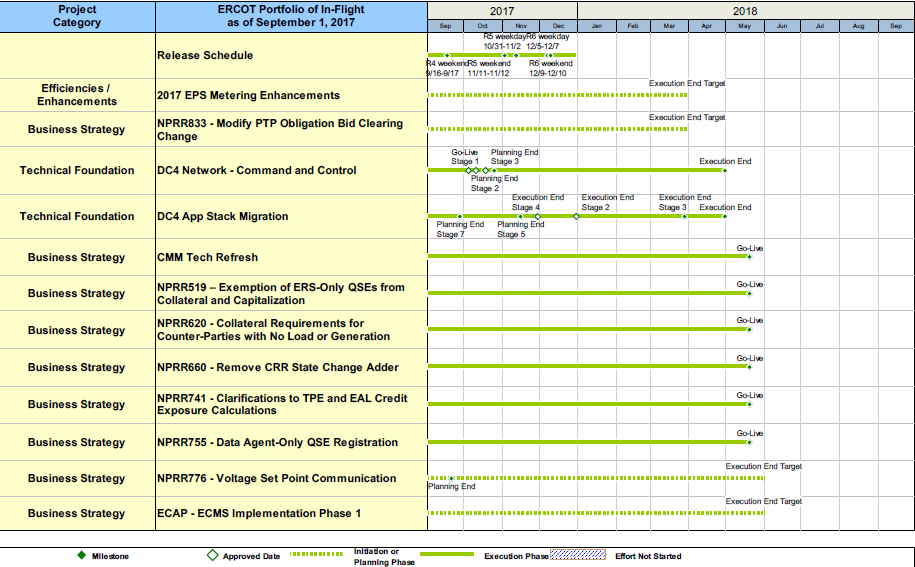 Project
Category
ERCOT Portfolio of In-Flight
as of September 1, 2017
2017
2018
Sep
Oct
Nov
Dec
Jan
Feb
Mar
Apr
May
Jun
Jul
Aug
Sep
Release Schedule
R5 weekday
10/31-11/2
R6 weekday
12/5-12/7
R4 weekend
9/16-9/17
R5 weekend
11/11-11/12
R6 weekend
12/9-12/10
Efficiencies /
Enhancements
2017 EPS Metering Enhancements
Execution End Target
Business Strategy
NPRR833 - Modify PTP Obligation Bid Clearing
Change
Execution End Target
Technical Foundation
DC4 Network - Command and Control
Go-Live
Stage 1
Planning End
Stage 3
Planning End
Stage 2
Execution End
Technical Foundation
DC4 App Stack Migration
Execution End
Stage 4
Execution End
Stage 2
Execution End
Stage 3
Execution End
Planning End
Stage 7
Planning End
Stage 5
Business Strategy
CMM Tech Refresh
Go-Live
Business Strategy
NPRR519 – Exemption of ERS-Only QSEs from
Collateral and Capitalization
Go-Live
Business Strategy
NPRR620 - Collateral Requirements for
Counter-Parties with No Load or Generation
Go-Live
Business Strategy
NPRR660 - Remove CRR State Change Adder
Go-Live
Business Strategy
NPRR741 - Clarifications to TPE and EAL Credit
Exposure Calculations
Go-Live
Business Strategy
NPRR755 - Data Agent-Only QSE Registration
Go-Live
Business Strategy
NPRR776 - Voltage Set Point Communication
Planning End
Execution End Target
Business Strategy
ECAP - ECMS Implementation Phase 1
Execution End Target
Milestone
Approved Date
Initiation or
Planning Phase
Execution Phase
Effort Not Started